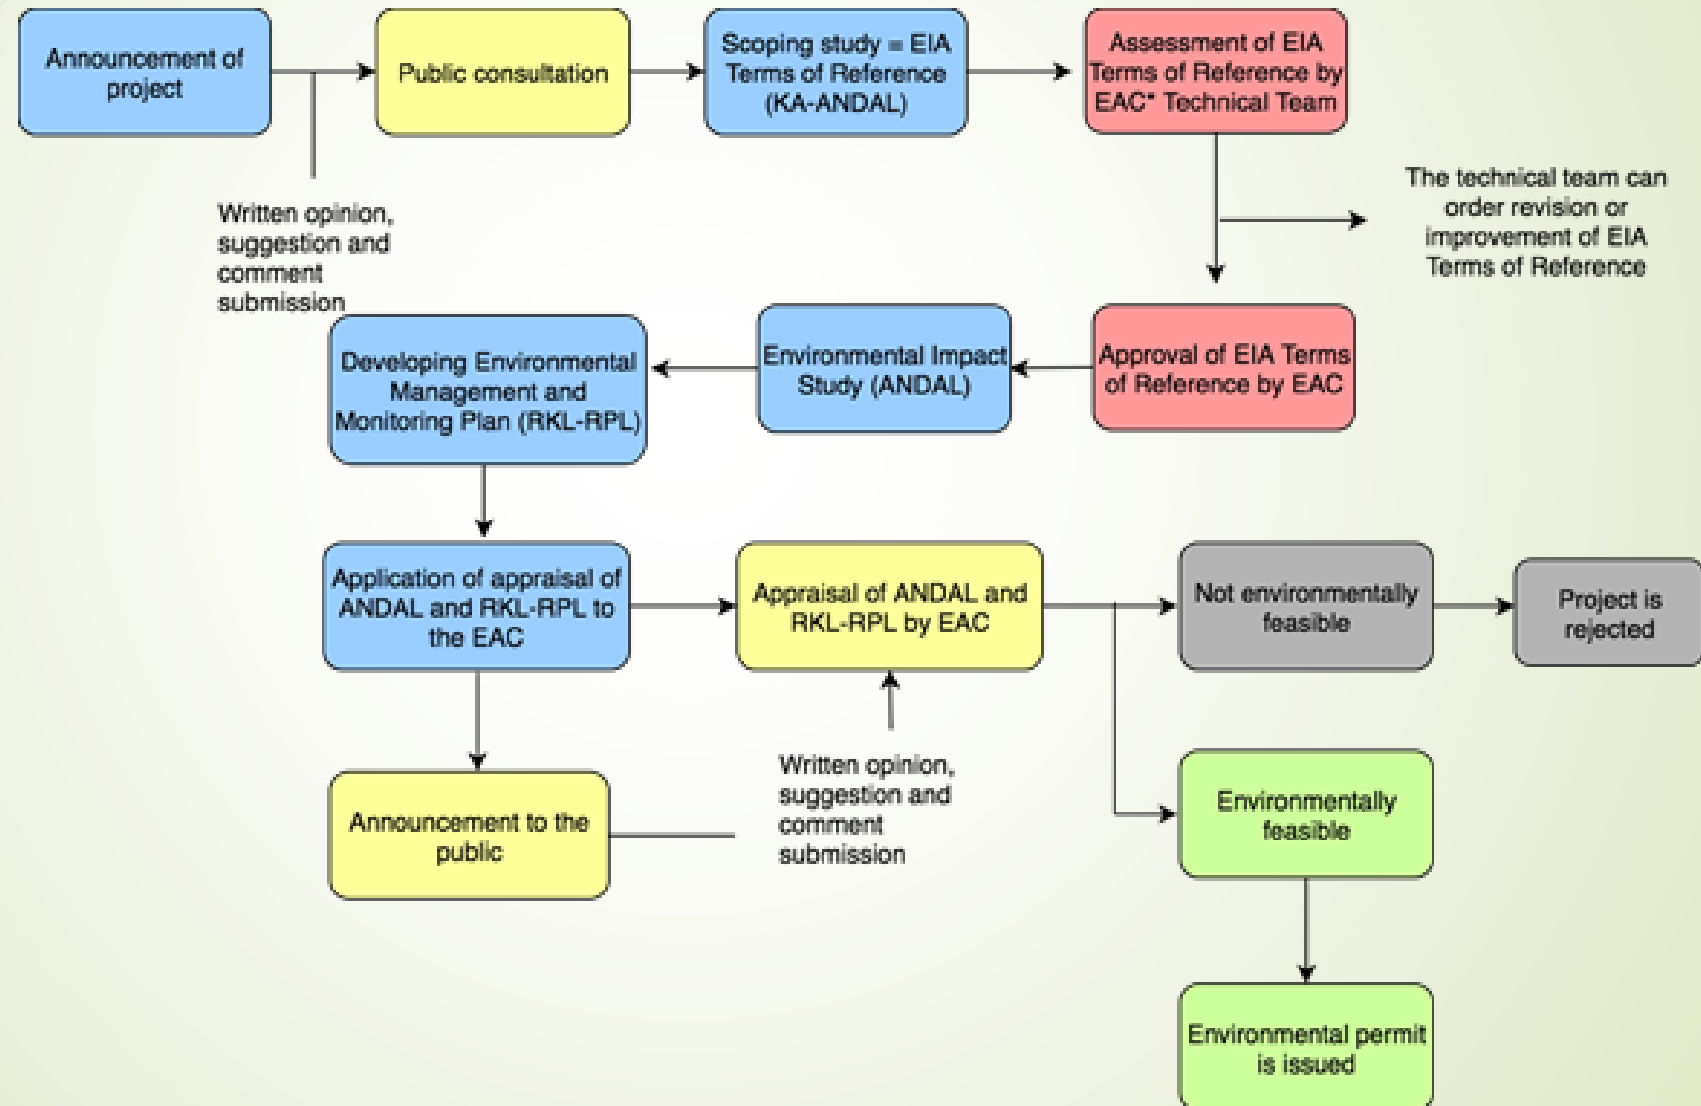 Announcement of
project
Public consultation
Scoping study = EIA
Terms of Reference
(KA-ANDAL)
Assessment of EIA
Terms of Reference by
EAC* Technical Team
Written opinion,
suggestion and
comment
submission
The technical team can
order revision or
improvement of EIA
Terms of Reference
Approval of EIA Terms
of Reference by EAC
Environmental Impact
Study (ANDAL)
Developing Environmental
Management and
Monitoring Plan (RKL-RPL)
Application of appraisal of
ANDAL and RKL-RPL to
the EAC
Appraisal of ANDAL and
RKL-RPL by EAC
Not environmentally
feasible
Project is
rejected
Announcement to the
public
Written opinion,
suggestion and
comment
submission
Environmentally
feasible
Environmental permit
is issued